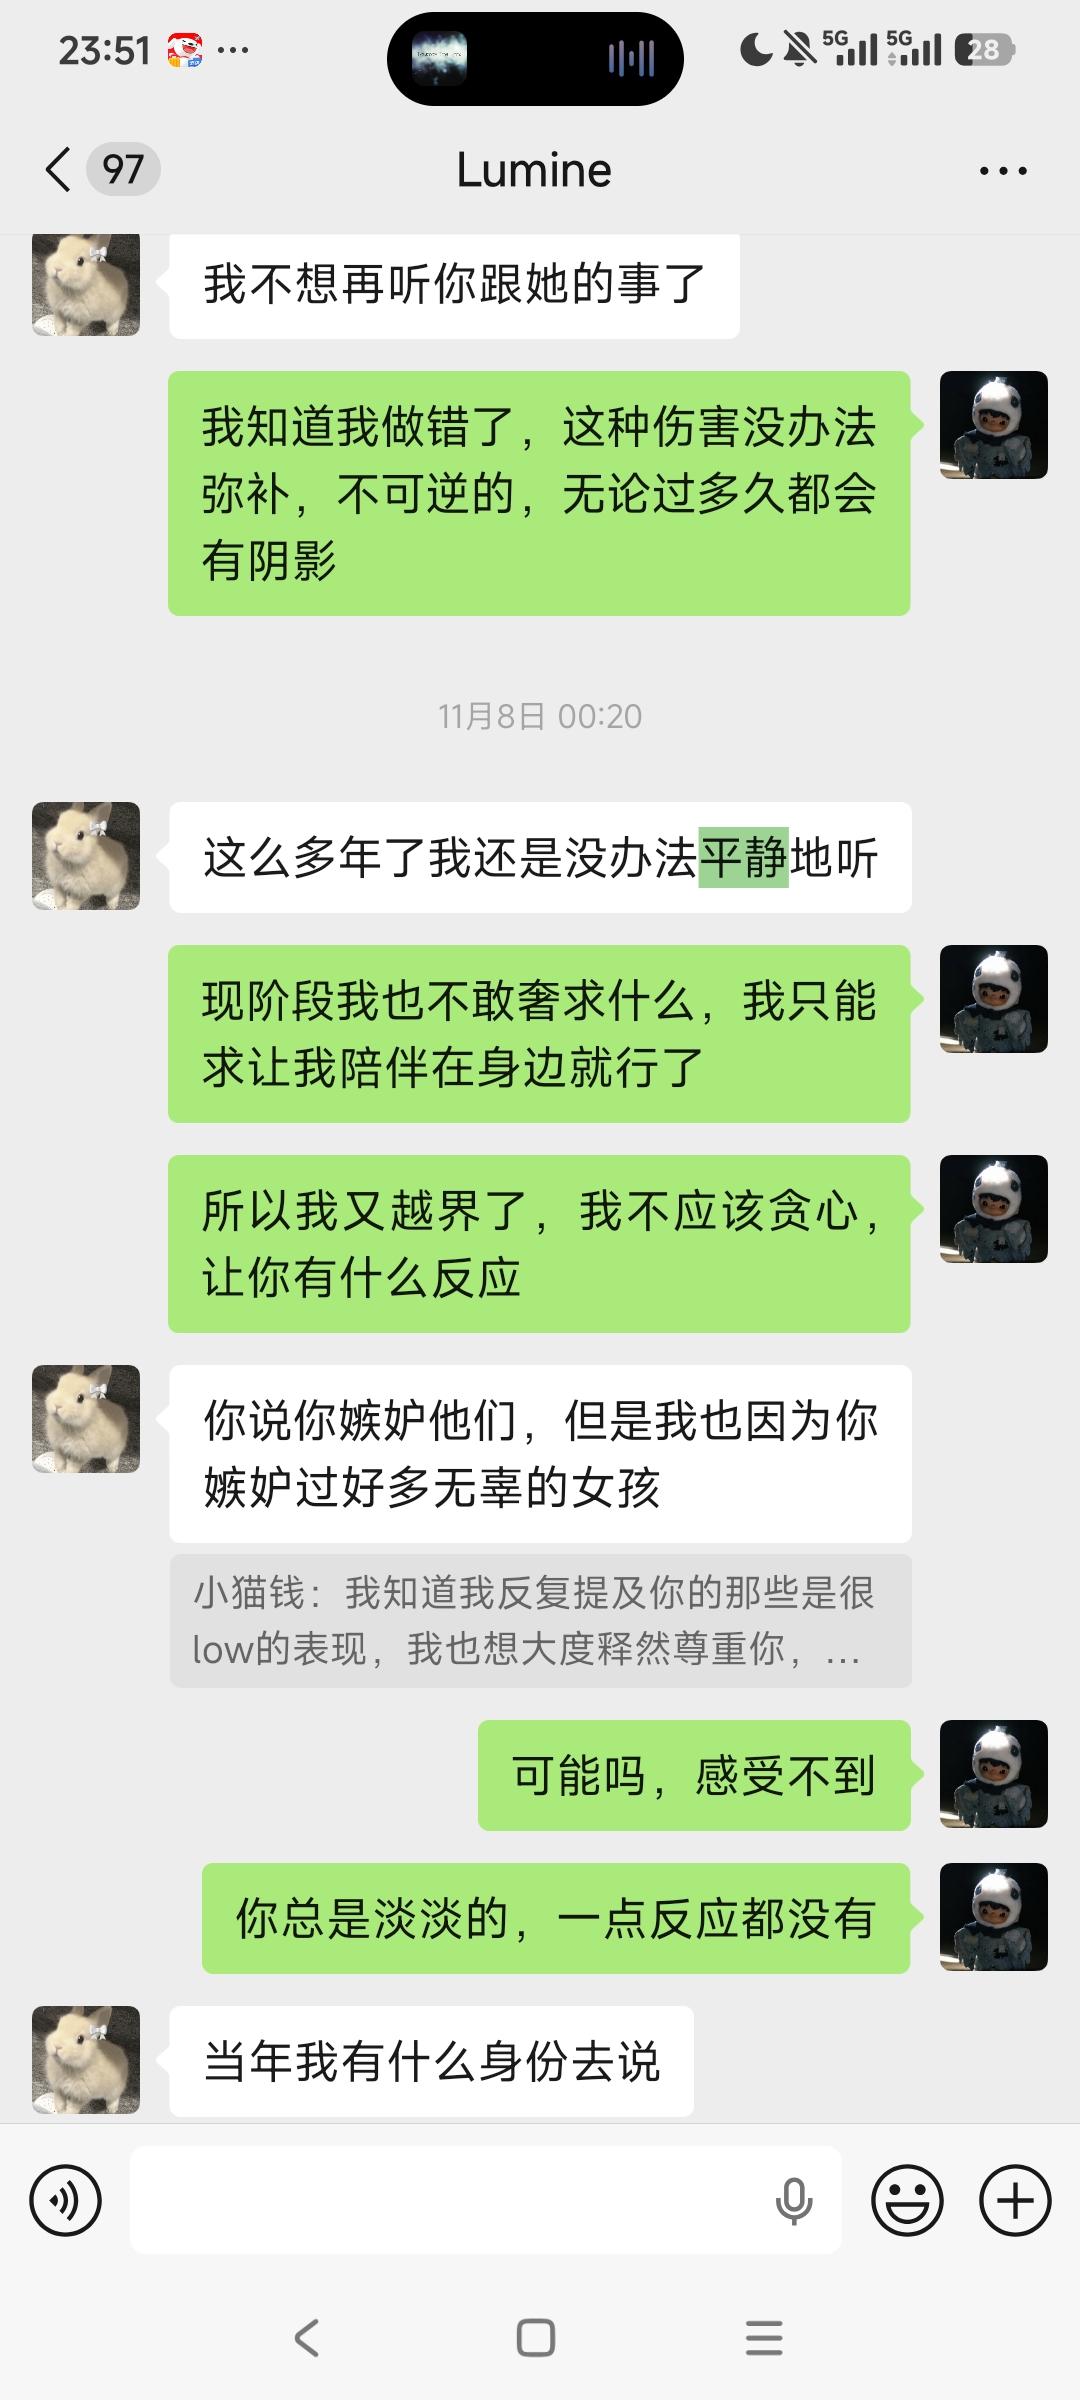 23:51
5G 5G 28
97
Lumine
我不想再听你跟她的事了
我知道我做错了，这种伤害没办法
弥补，不可逆的，无论过多久都会
有阴影
11月8日 00:20
这么多年了我还是没办法平静地听
现阶段我也不敢奢求什么，我只能
求让我陪伴在身边就行了
所以我又越界了，我不应该贪心，
让你有什么反应
你说你嫉妒他们，但是我也因为你
嫉妒过好多无辜的女孩
小猫钱：我知道我反复提及你的那些是很
low的表现，我也想大度释然尊重你，...
可能吗，感受不到
你总是淡淡的，一点反应都没有
当年我有什么身份去说